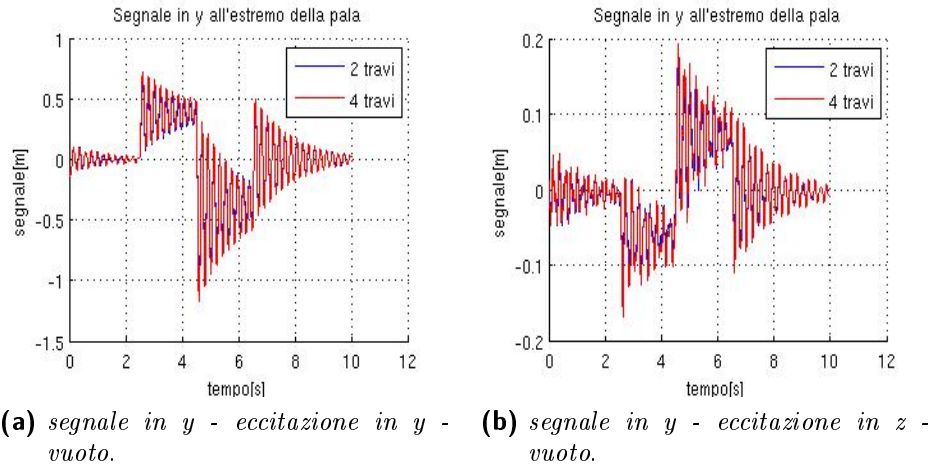 Segnale in y all'estremo della pala
1
0.5
0
-0.5
-1
-1.5
0 2 4 6 8 10 12
segnale[m]
tempo[s]
2 travi
4 travi
(a) segnale in y - eccitazione in y -
vuoto.
Segnale in y all'estremo della pala
0.2
0.1
0
-0.1
-0.2
0 2 4 6 8 10 12
segnale[m]
tempo[s]
2 travi
4 travi
(b) segnale in y - eccitazione in z -
vuoto.